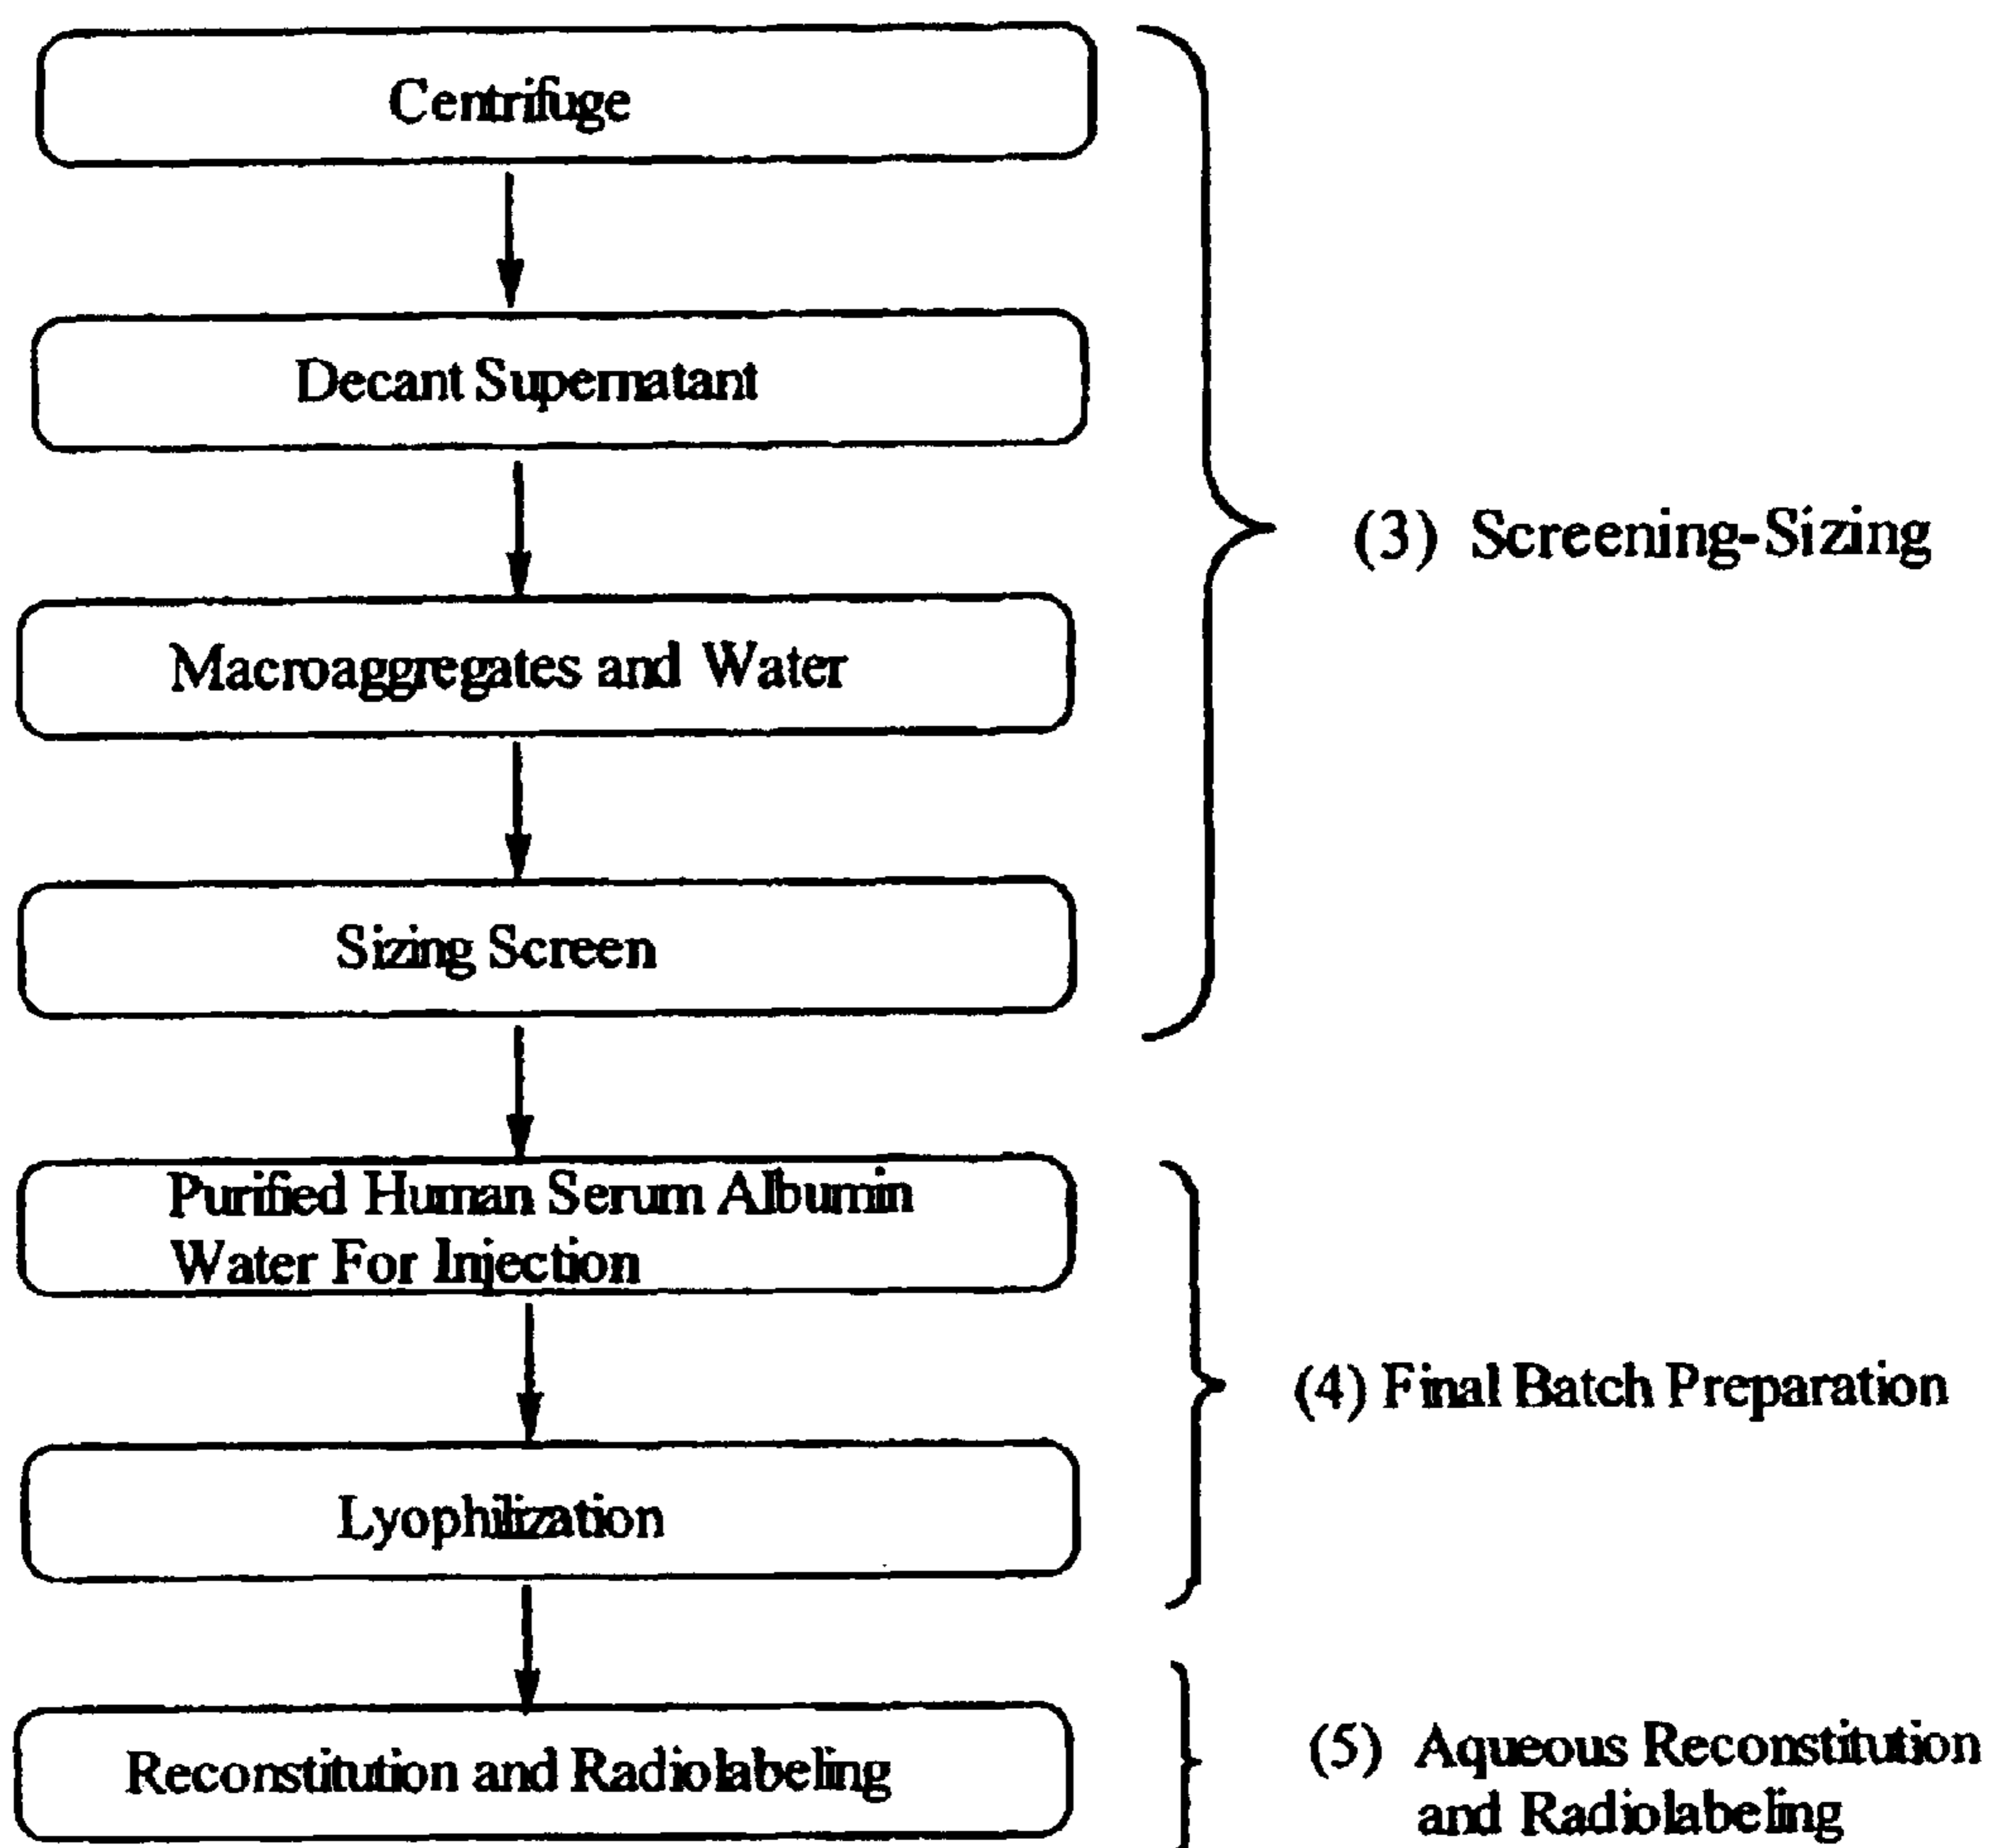 Centrifuge
Decant Supernatant
(3) Screening-Sizing
Macroaggregates and Water
Sizing Screen
Purified Human Serum Albumin
Water For Injection
(4) Final Batch Preparation
Lyophilization
Reconstitution and Radiolabeling
(5) Aqueous Reconstitution
and Radiolabeling